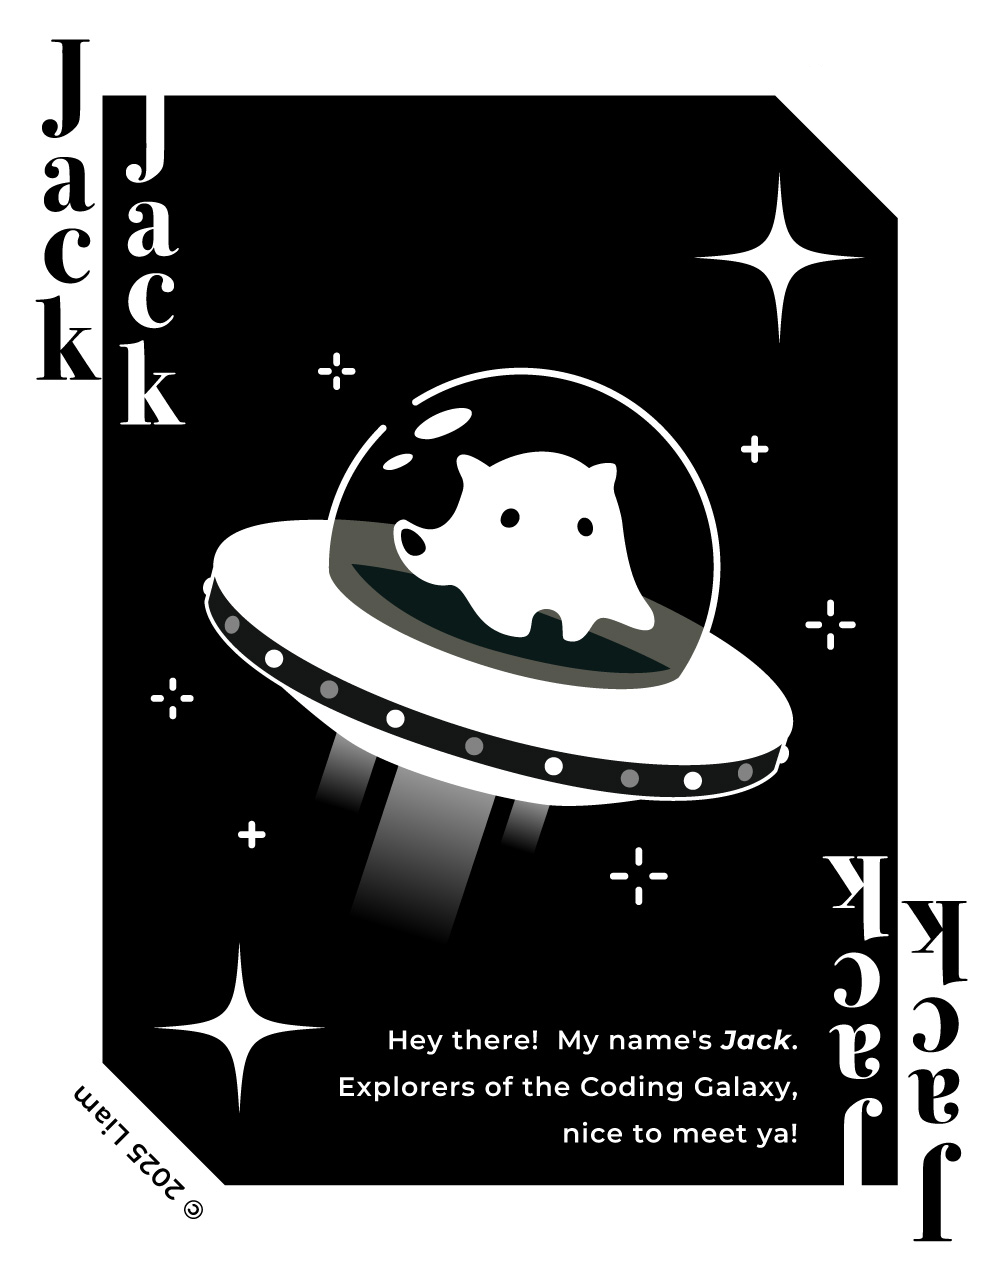 Jack
Jack
Hey there!  My name's Jack.
Explorers of the Coding Galaxy,
nice to meet ya!
Jack
Jack
© 2025 Liam